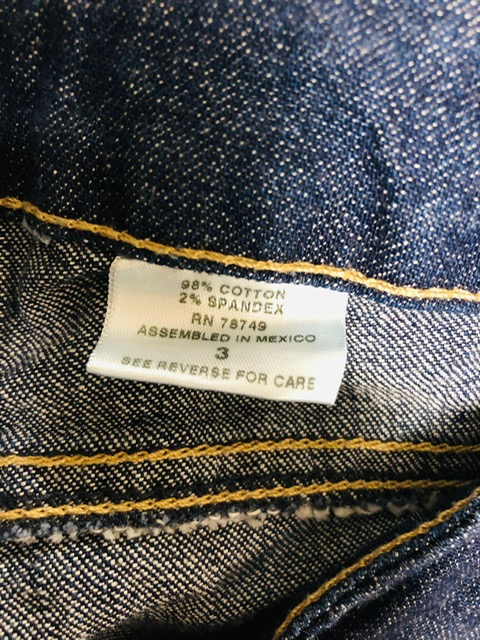 98% COTTON
2% SPANDEX
RN 78749
ASSEMBLED IN MEXICO
3
SEE REVERSE FOR CARE